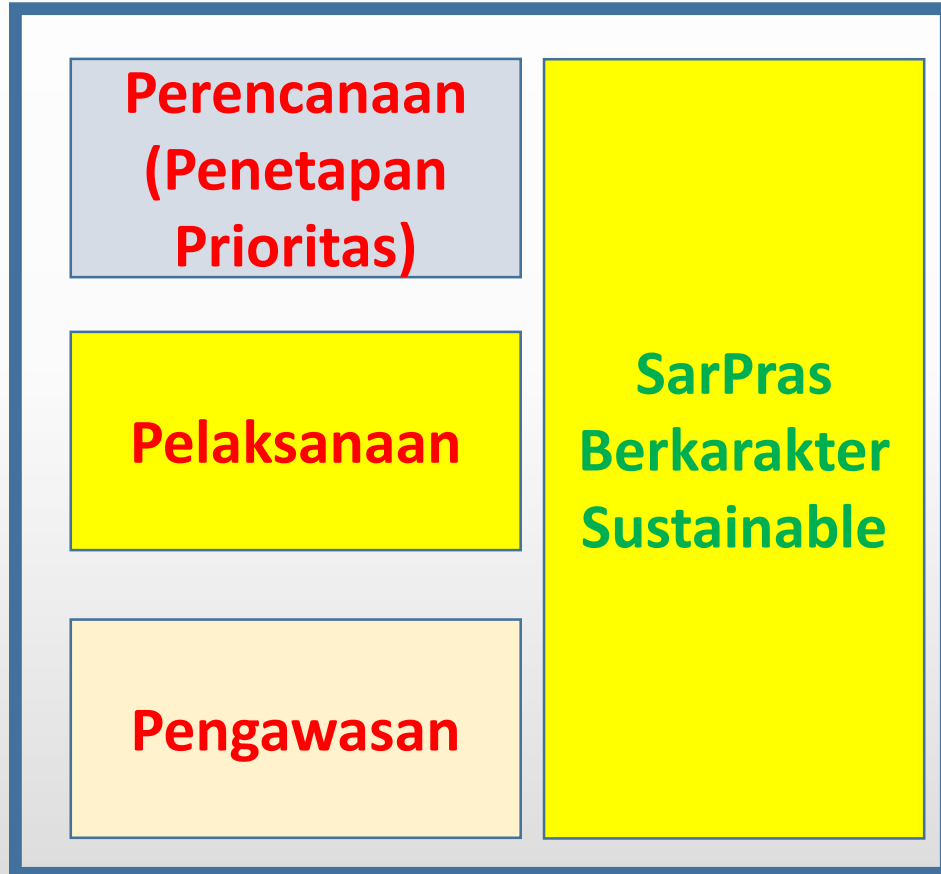 Perencanaan
(Penetapan
Prioritas)
Pelaksanaan
Pengawasan
SarPras
Berkarakter
Sustainable